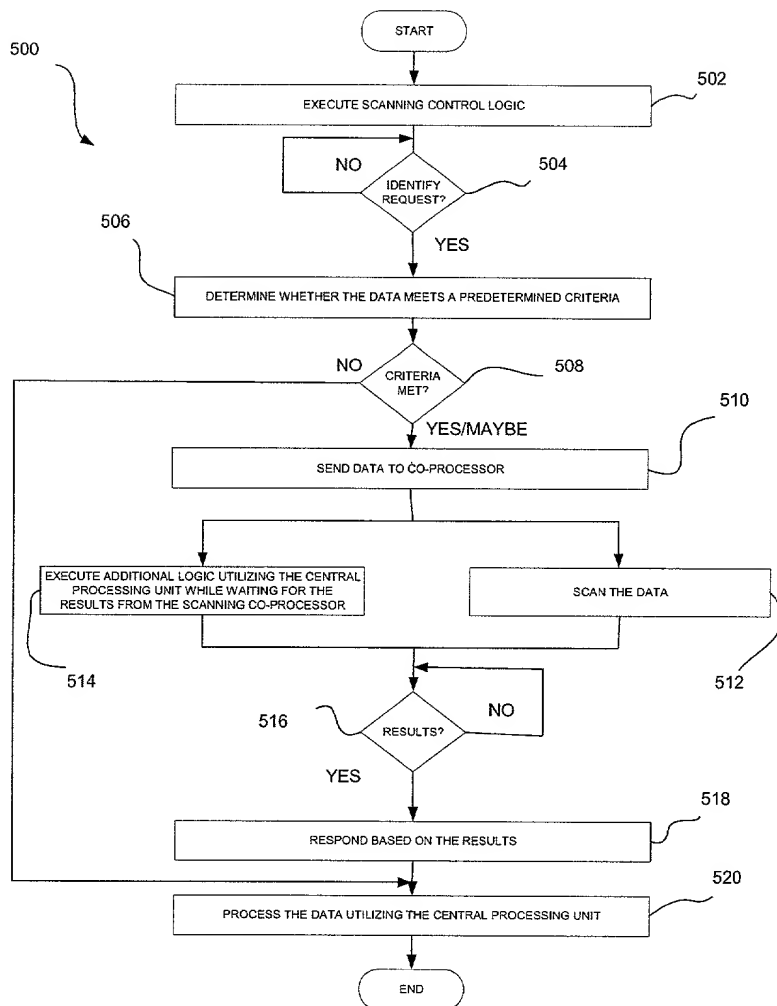 START
500
502
EXECUTE SCANNING CONTROL LOGIC
NO
504
IDENTIFY
REQUEST?
506
YES
DETERMINE WHETHER THE DATA MEETS A PREDETERMINED CRITERIA
NO
508
CRITERIA
MET?
510
YES/MAYBE
SEND DATA TO CO-PROCESSOR
EXECUTE ADDITIONAL LOGIC UTILIZING THE CENTRAL
PROCESSING UNIT WHILE WAITING FOR THE
RESULTS FROM THE SCANNING CO-PROCESSOR
SCAN THE DATA
514
512
516
NO
RESULTS?
YES
518
RESPOND BASED ON THE RESULTS
520
PROCESS THE DATA UTILIZING THE CENTRAL PROCESSING UNIT
END